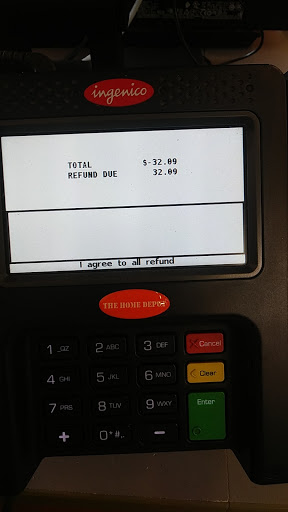 ingenico
TOTAL $-32.09
REFUND DUE 32.09
I agree to all refund
THE HOME DEPOT
1 QZ 2 ABC 3 DEF Cancel
4 GHI 5 JKL 6 MNO Clear
7 PRS 8 TUV 9 WXY Enter
+ 0*#,. -